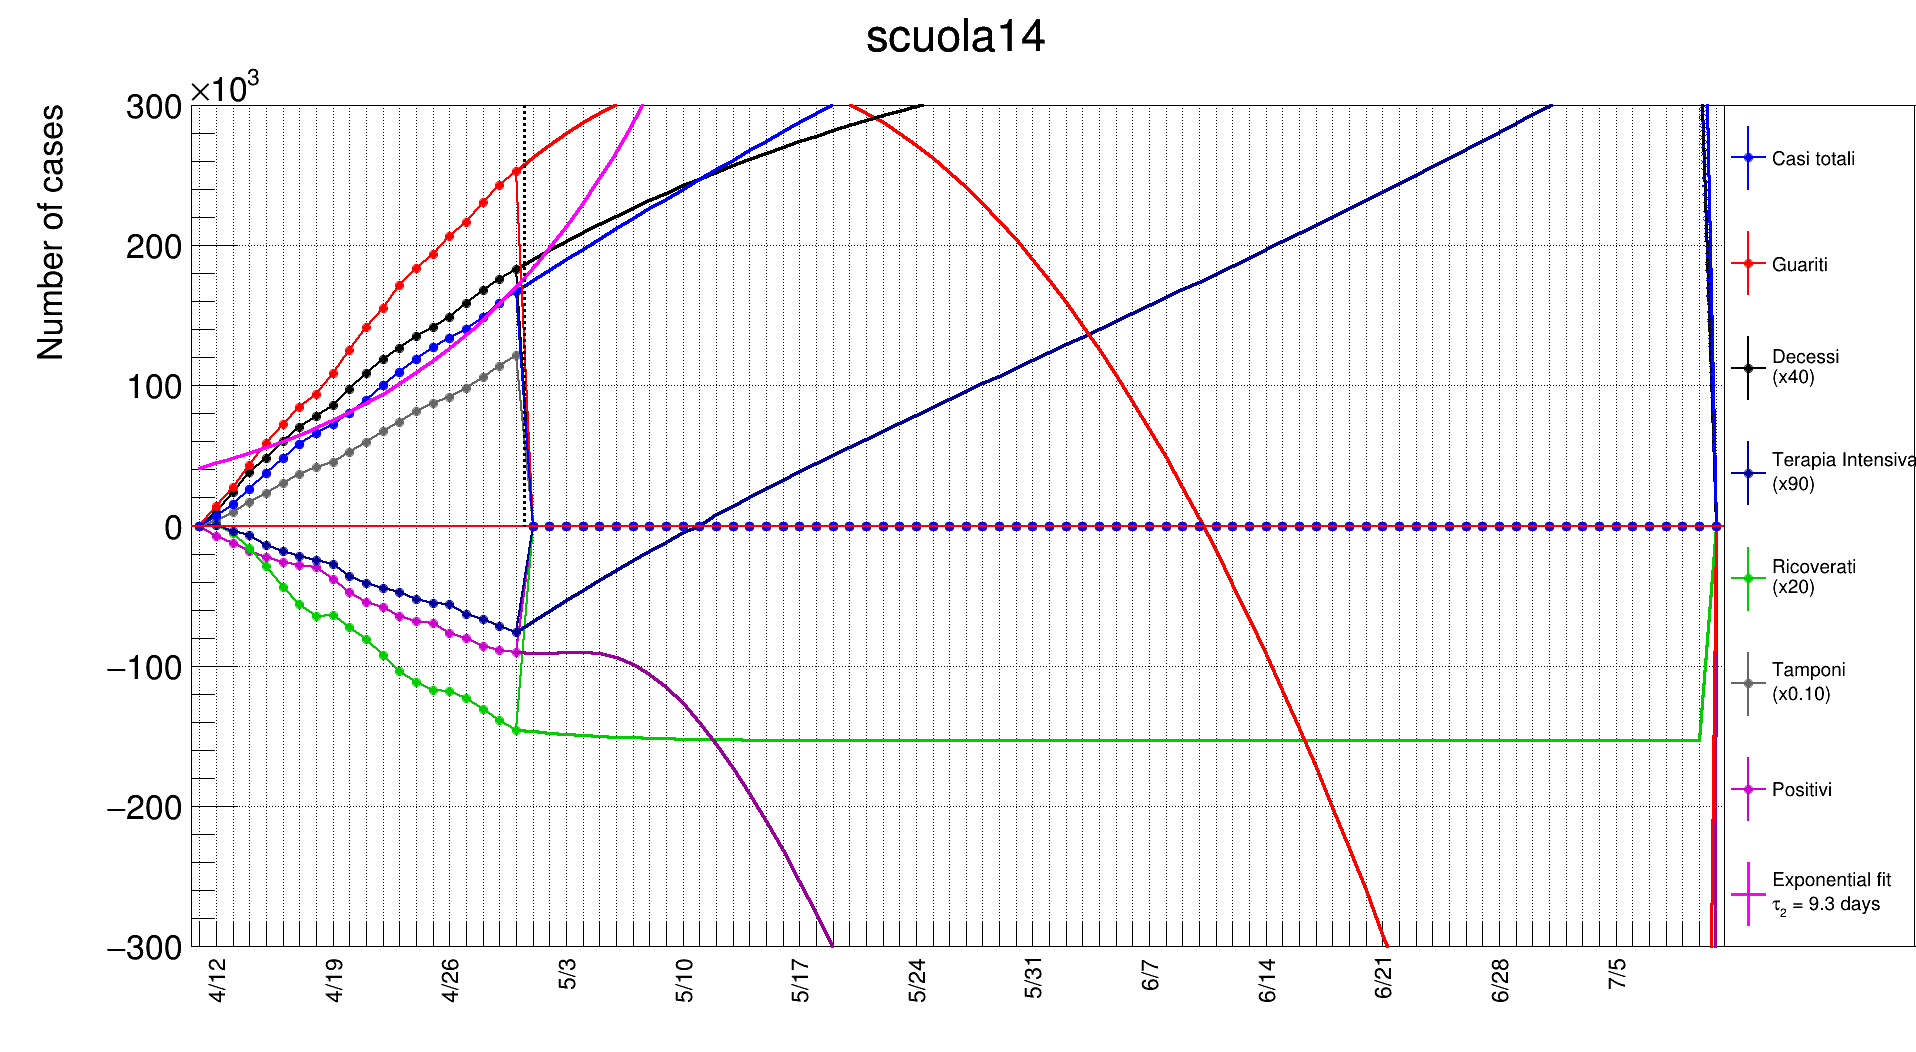 scuola14
×10³
Number of cases
300
200
100
0
−100
−200
−300
4/12
4/19
4/26
5/3
5/10
5/17
5/24
5/31
6/7
6/14
6/21
6/28
7/5
Casi totali
Guariti
Decessi
(x40)
Terapia Intensiva
(x90)
Ricoverati
(x20)
Tamponi
(x0.10)
Positivi
Exponential fit
τ₂ = 9.3 days